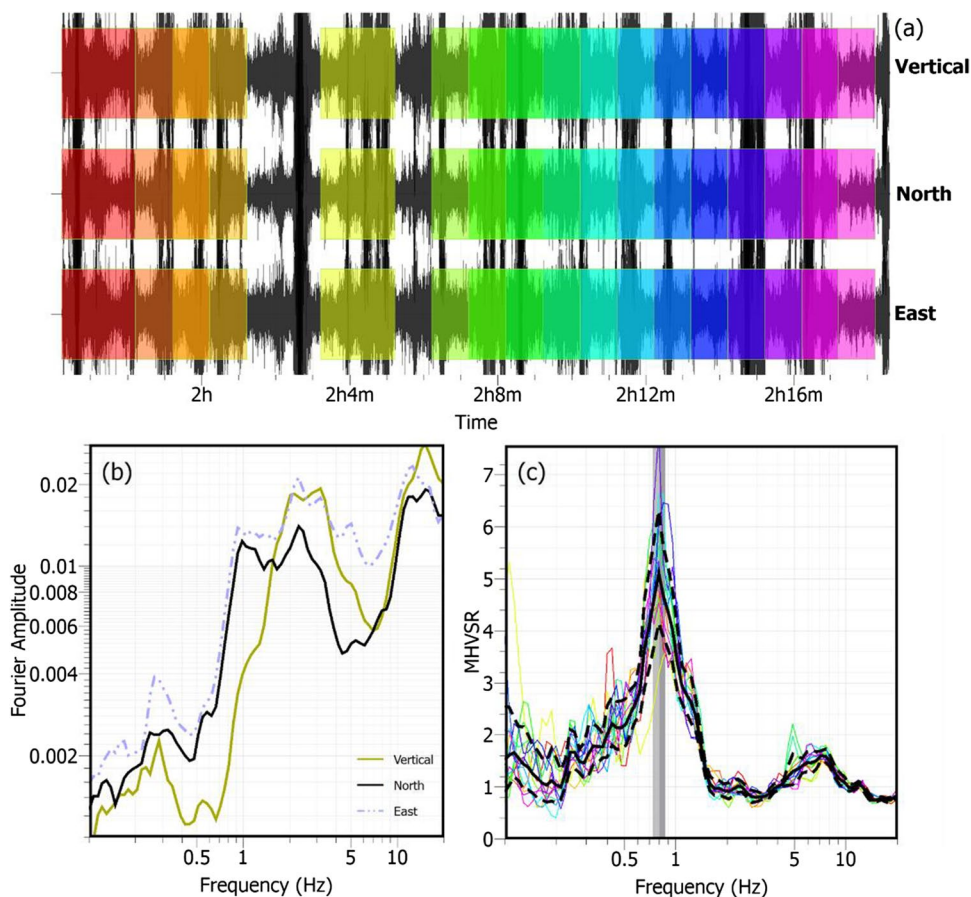 (a)
Vertical
North
East
2h
2h4m
2h8m
2h12m
2h16m
Time
(b)
0.02
0.01
0.008
0.006
0.004
0.002
Fourier Amplitude
Vertical
North
East
0.5
1
5
10
Frequency (Hz)
(c)
7
6
5
4
3
2
1
0
MHVSR
0.5
1
5
10
Frequency (Hz)